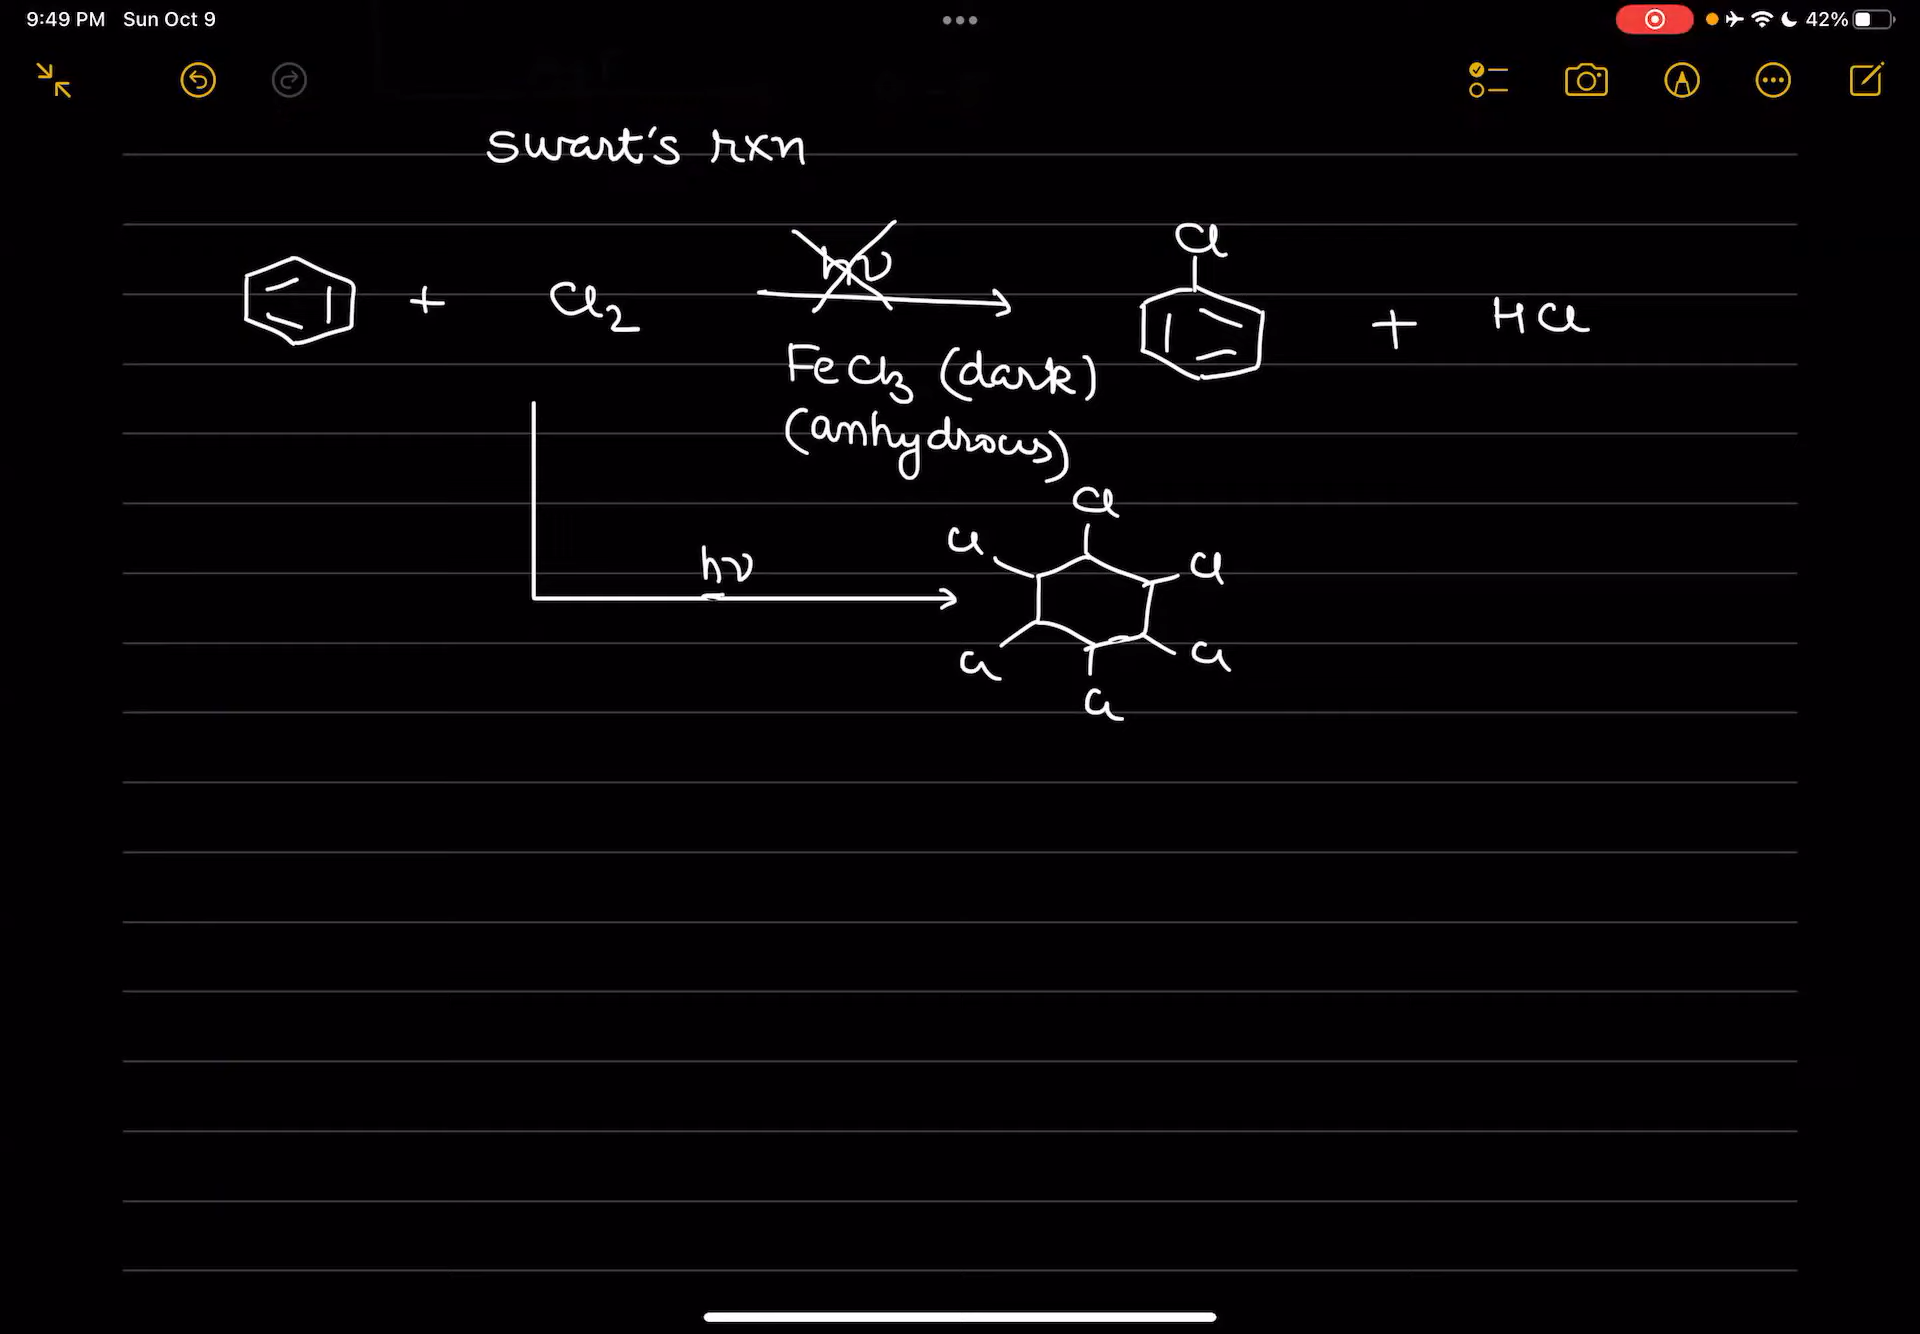 9:49 PM Sun Oct 9
42%
Swart's rxn
+ Cl2 hν Cl + HCl
FeCl3 (dark)
(anhydrous)
Cl
Cl Cl
hν
Cl Cl
Cl